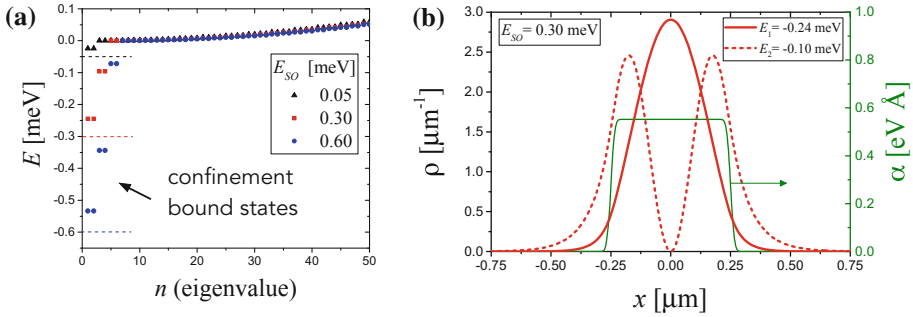 (a)
E [meV]
0.1
0.0
-0.1
-0.2
-0.3
-0.4
-0.5
-0.6
E_SO [meV]
0.05
0.30
0.60
confinement
bound states
0 10 20 30 40 50
n (eigenvalue)
(b)
ρ [μm⁻¹]
3.0
2.5
2.0
1.5
1.0
0.5
0.0
E_SO = 0.30 meV
E₁= -0.24 meV
E₂= -0.10 meV
1.0
0.8
0.6
0.4
0.2
0.0
α [eV Å]
-0.75 -0.50 -0.25 0.00 0.25 0.50 0.75
x [μm]